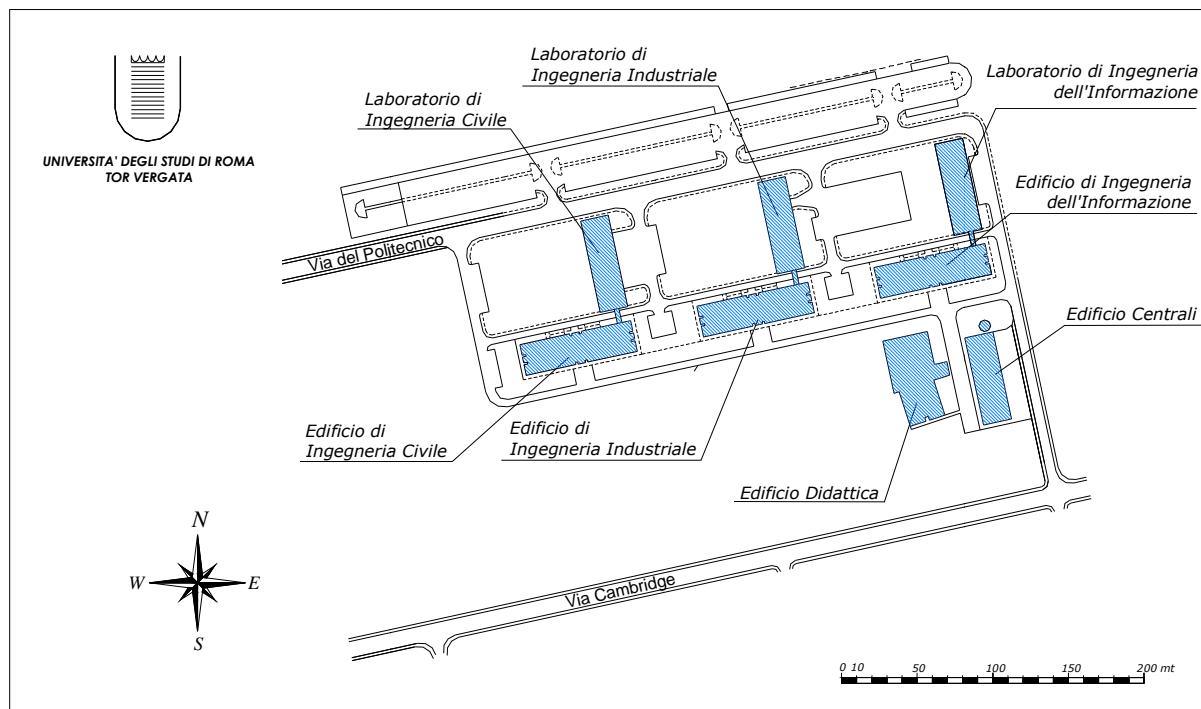 UNIVERSITA' DEGLI STUDI DI ROMA
TOR VERGATA
Laboratorio di
Ingegneria Industriale
Laboratorio di
Ingegneria Civile
Laboratorio di Ingegneria
dell'Informazione
Edificio di Ingegneria
dell'Informazione
Via del Politecnico
Edificio Centrali
Edificio di
Ingegneria Civile
Edificio di
Ingegneria Industriale
Edificio Didattica
Via Cambridge
N
W
E
S
0 10 50 100 150 200 mt